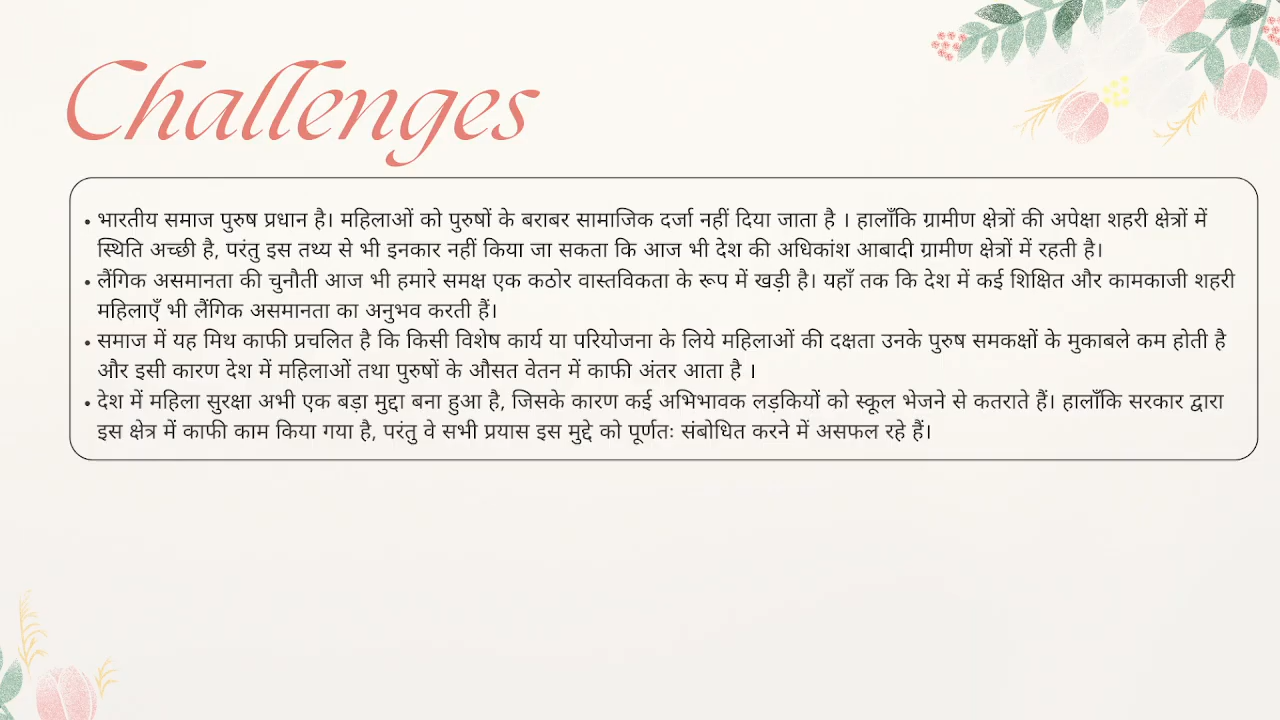 Challenges
• भारतीय समाज पुरुष प्रधान है। महिलाओं को पुरुषों के बराबर सामाजिक दर्जा नहीं दिया जाता है । हालाँकि ग्रामीण क्षेत्रों की अपेक्षा शहरी क्षेत्रों में
स्थिति अच्छी है, परंतु इस तथ्य से भी इनकार नहीं किया जा सकता कि आज भी देश की अधिकांश आबादी ग्रामीण क्षेत्रों में रहती है।
• लैंगिक असमानता की चुनौती आज भी हमारे समक्ष एक कठोर वास्तविकता के रूप में खड़ी है। यहाँ तक कि देश में कई शिक्षित और कामकाजी शहरी
महिलाएँ भी लैंगिक असमानता का अनुभव करती हैं।
• समाज में यह मिथ काफी प्रचलित है कि किसी विशेष कार्य या परियोजना के लिये महिलाओं की दक्षता उनके पुरुष समकक्षों के मुकाबले कम होती है
और इसी कारण देश में महिलाओं तथा पुरुषों के औसत वेतन में काफी अंतर आता है ।
• देश में महिला सुरक्षा अभी एक बड़ा मुद्दा बना हुआ है, जिसके कारण कई अभिभावक लड़कियों को स्कूल भेजने से कतराते हैं। हालाँकि सरकार द्वारा
इस क्षेत्र में काफी काम किया गया है, परंतु वे सभी प्रयास इस मुद्दे को पूर्णतः संबोधित करने में असफल रहे हैं।